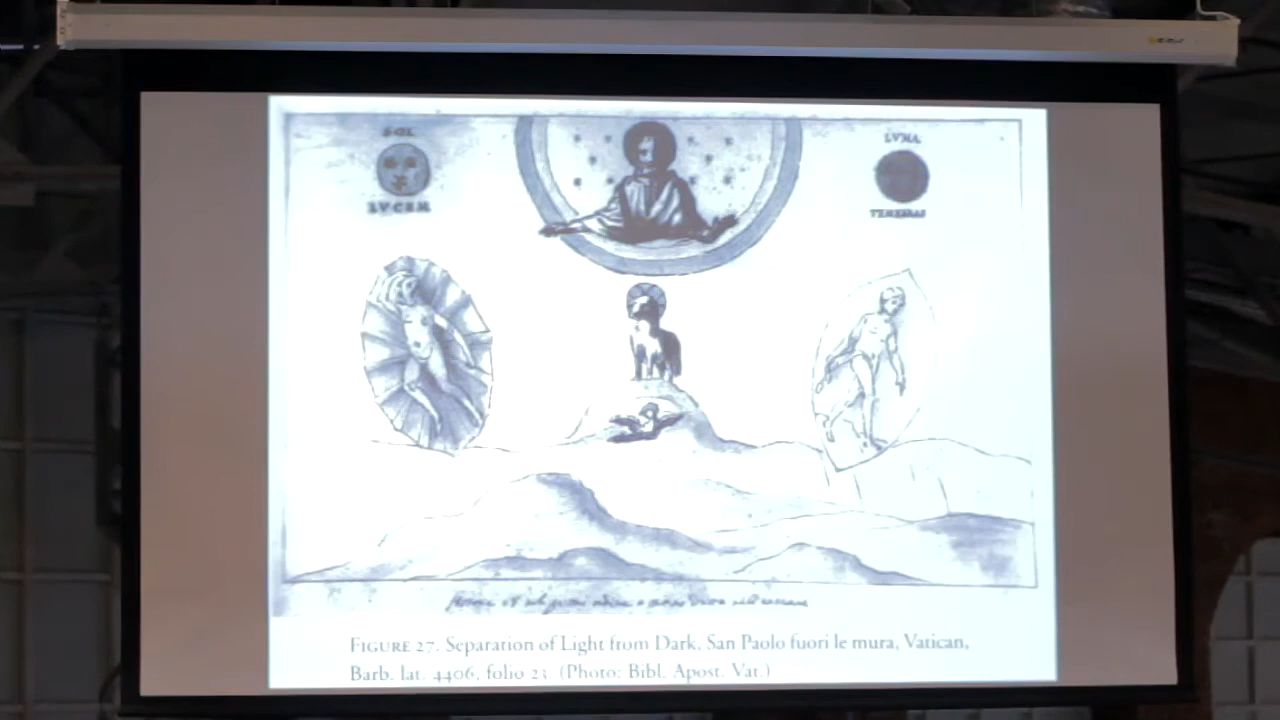 SOL
LUCEM
LVNA
TENEBRAS
FIGURE 27. Separation of Light from Dark, San Paolo fuori le mura, Vatican,
Barb. lat. 4406, folio 23 (Photo: Bibl. Apost. Vat.)